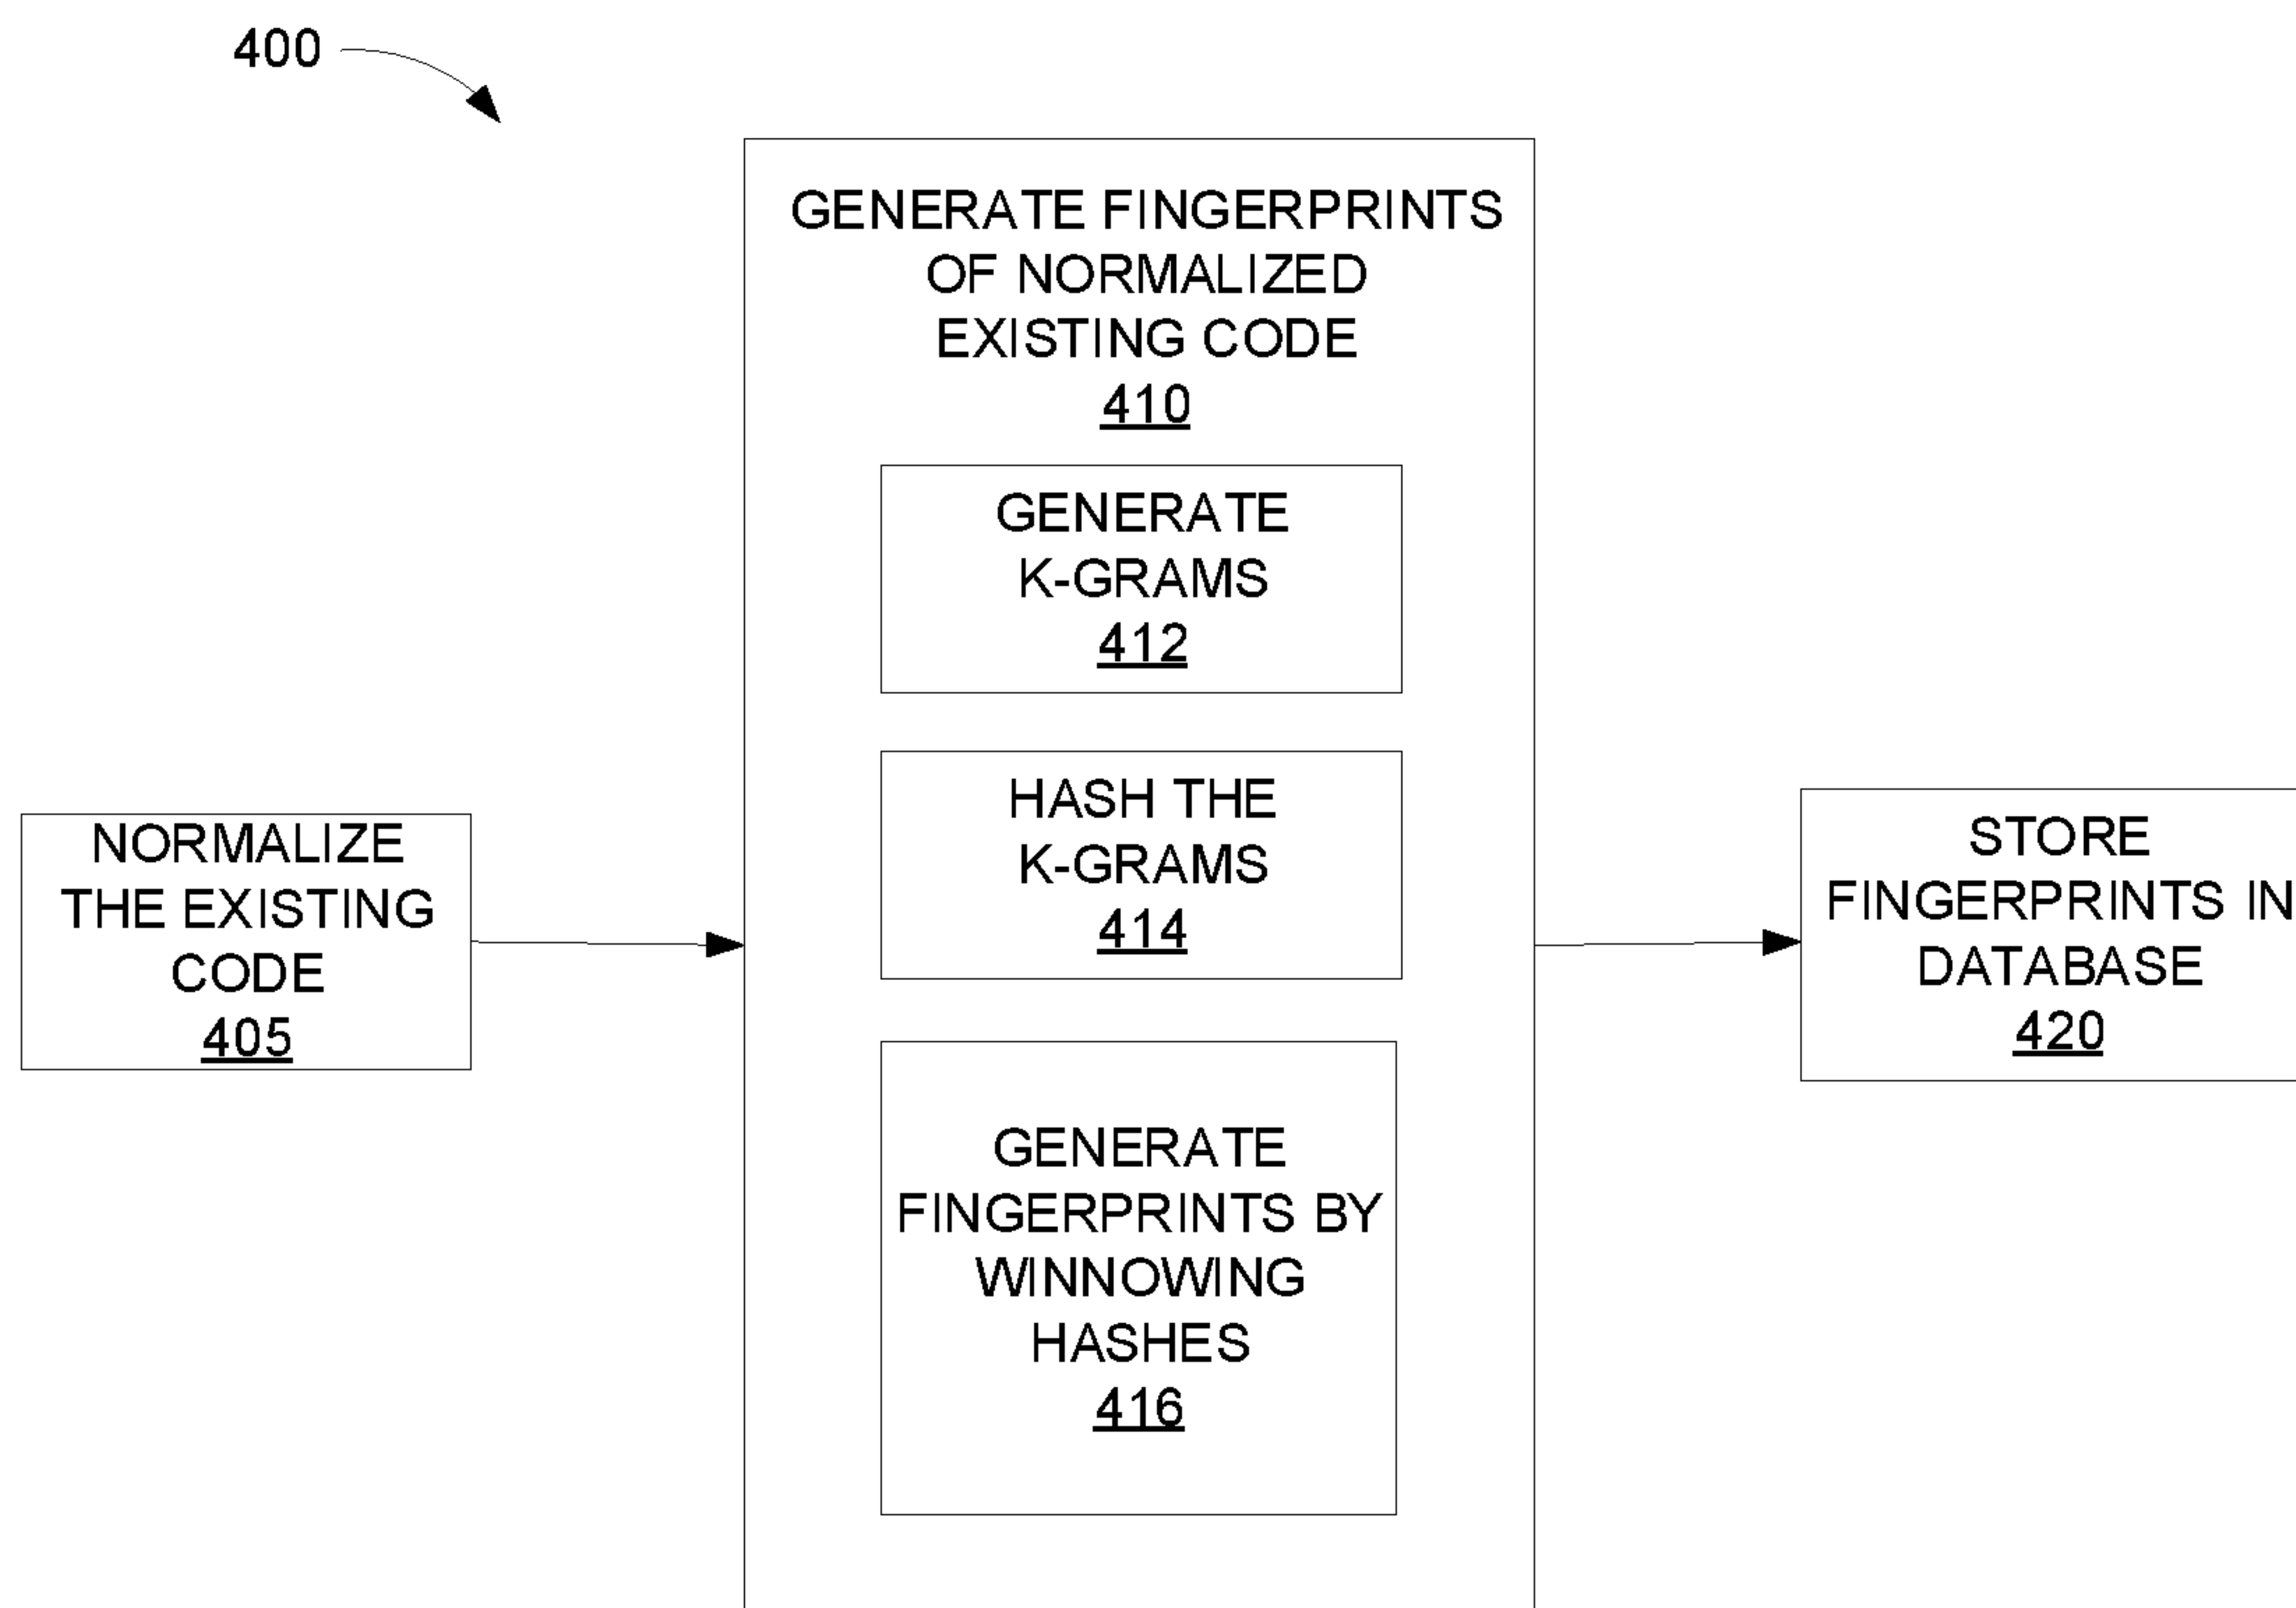 400
GENERATE FINGERPRINTS
OF NORMALIZED
EXISTING CODE
410
GENERATE
K-GRAMS
412
HASH THE
K-GRAMS
414
GENERATE
FINGERPRINTS BY
WINNOWING
HASHES
416
NORMALIZE
THE EXISTING
CODE
405
STORE
FINGERPRINTS IN
DATABASE
420